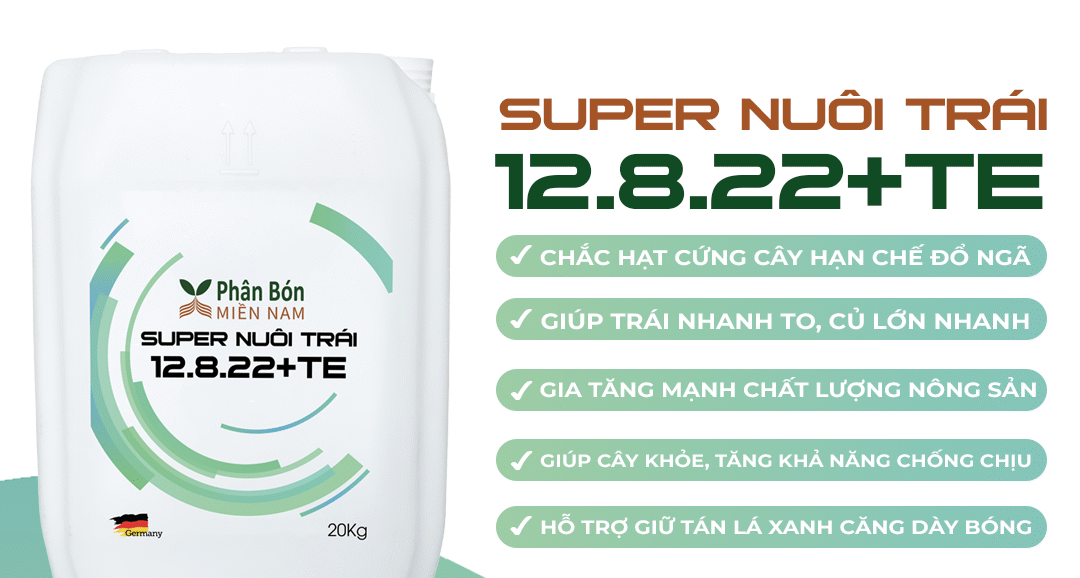 Phân Bón
MIỀN NAM
SUPER NUÔI TRÁI
12.8.22+TE
Germany
20Kg
SUPER NUÔI TRÁI
12.8.22+TE
CHẮC HẠT CỨNG CÂY HẠN CHẾ ĐỔ NGÃ
GIÚP TRÁI NHANH TO, CỦ LỚN NHANH
GIA TĂNG MẠNH CHẤT LƯỢNG NÔNG SẢN
GIÚP CÂY KHỎE, TĂNG KHẢ NĂNG CHỐNG CHỊU
HỖ TRỢ GIỮ TÁN LÁ XANH CĂNG DÀY BÓNG